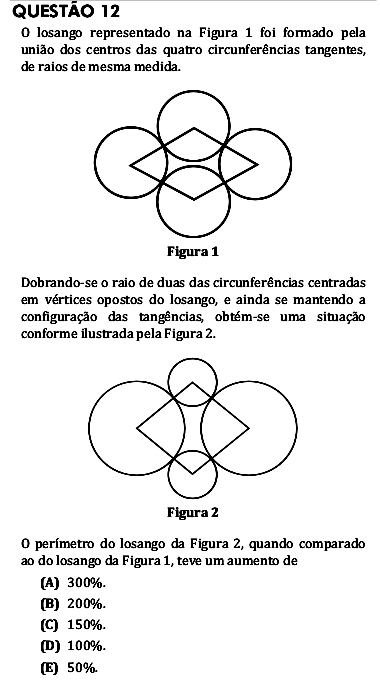 QUESTÃO 12
O losango representado na Figura 1 foi formado pela
união dos centros das quatro circunferências tangentes,
de raios de mesma medida.
Figura 1
Dobrando-se o raio de duas das circunferências centradas
em vértices opostos do losango, e ainda se mantendo a
configuração das tangências, obtém-se uma situação
conforme ilustrada pela Figura 2.
Figura 2
O perímetro do losango da Figura 2, quando comparado
ao do losango da Figura 1, teve um aumento de
(A) 300%.
(B) 200%.
(C) 150%.
(D) 100%.
(E) 50%.